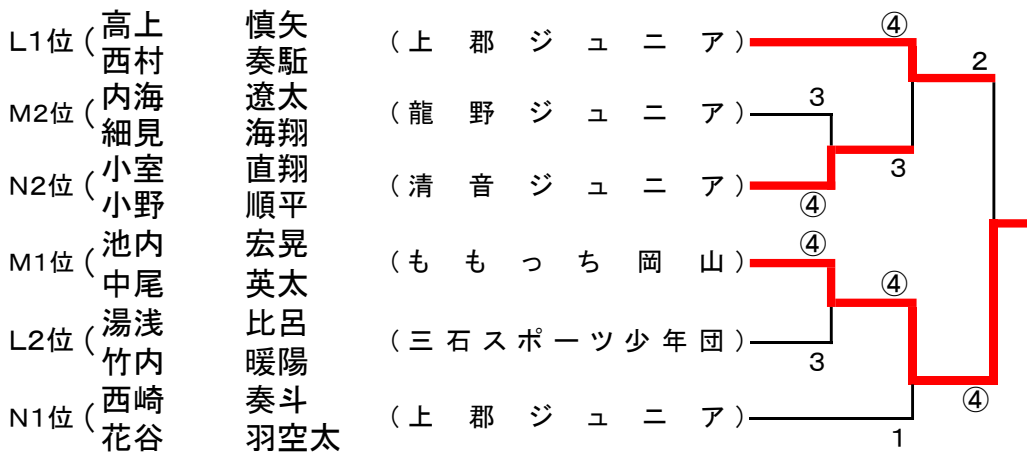 高上 慎矢
L1位 ( (上郡ジュニア) ④
西村 奏駈
2
内海 遼太
M2位 ( (龍野ジュニア) 3
細見 海翔
3
小室 直翔
N2位 ( (清音ジュニア)
小野 順平
④
池内 宏晃
M1位 ( (ももっち岡山) ④
中尾 英太
④
湯浅 比呂
L2位 ( (三石スポーツ少年団)
竹内 暖陽
3
④
西崎 奏斗
N1位 ( (上郡ジュニア)
花谷 羽空太
1